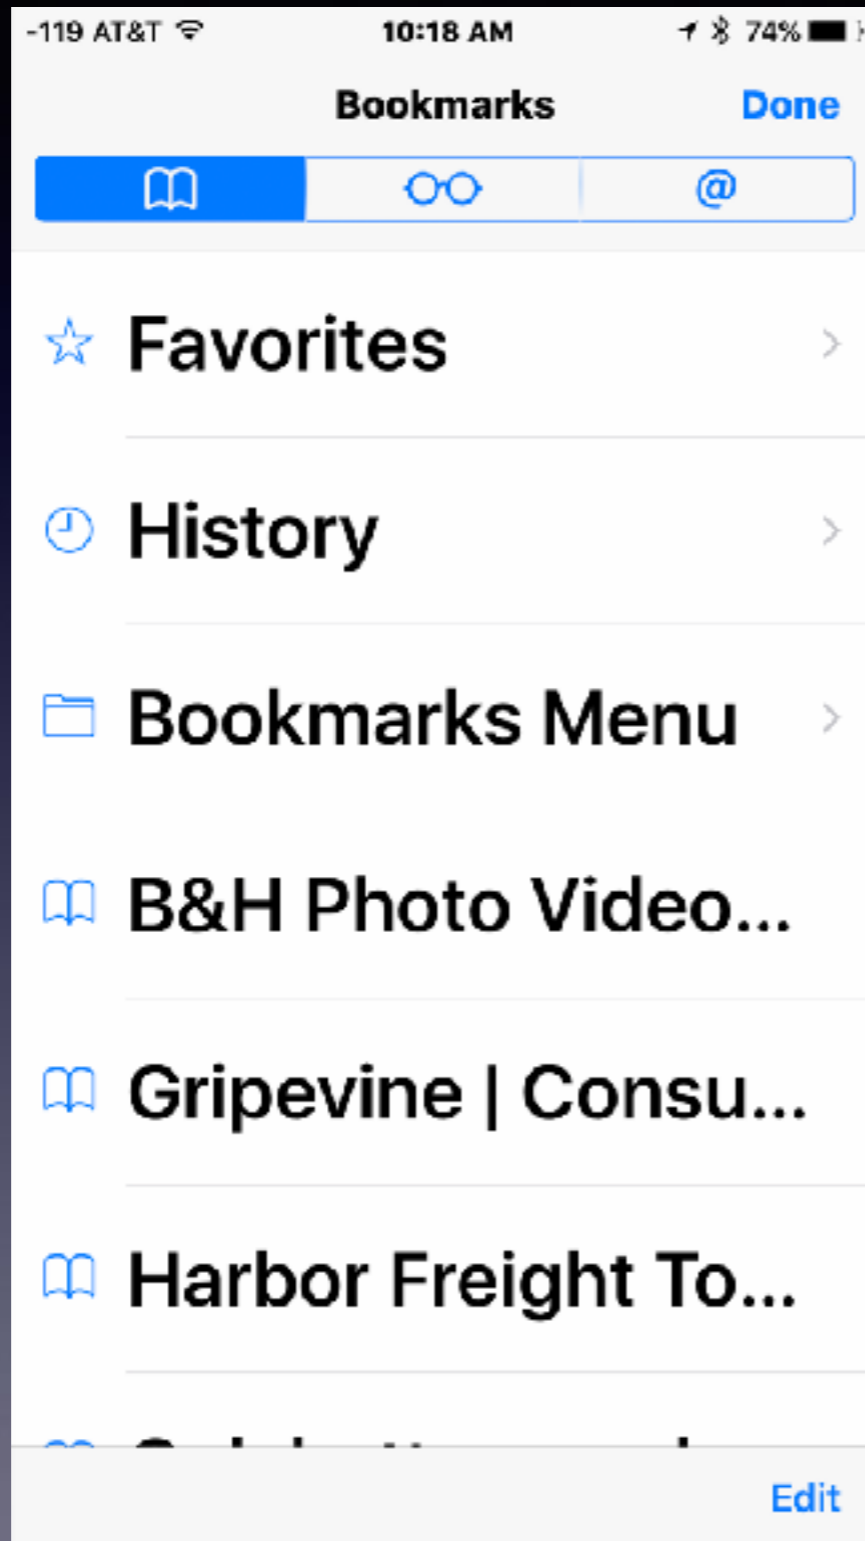 -119 AT&T 10:18 AM 74%
Bookmarks Done
@
Favorites
History
Bookmarks Menu
B&H Photo Video...
Gripevine | Consu...
Harbor Freight To...
Edit